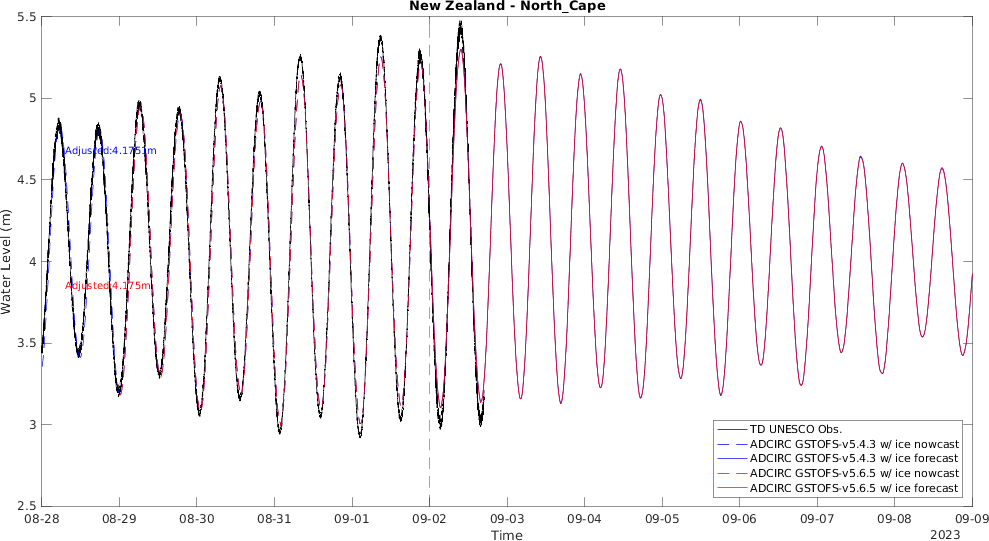 New Zealand - North_Cape
5.5
5
4.5
4
3.5
3
2.5
Water Level (m)
Adjusted:4.1751m
Adjusted:4.175m
TD UNESCO Obs.
ADCIRC GSTOFS-v5.4.3 w/ ice nowcast
ADCIRC GSTOFS-v5.4.3 w/ ice forecast
ADCIRC GSTOFS-v5.6.5 w/ ice nowcast
ADCIRC GSTOFS-v5.6.5 w/ ice forecast
08-28 08-29 08-30 08-31 09-01 09-02 09-03 09-04 09-05 09-06 09-07 09-08 09-09
Time
2023